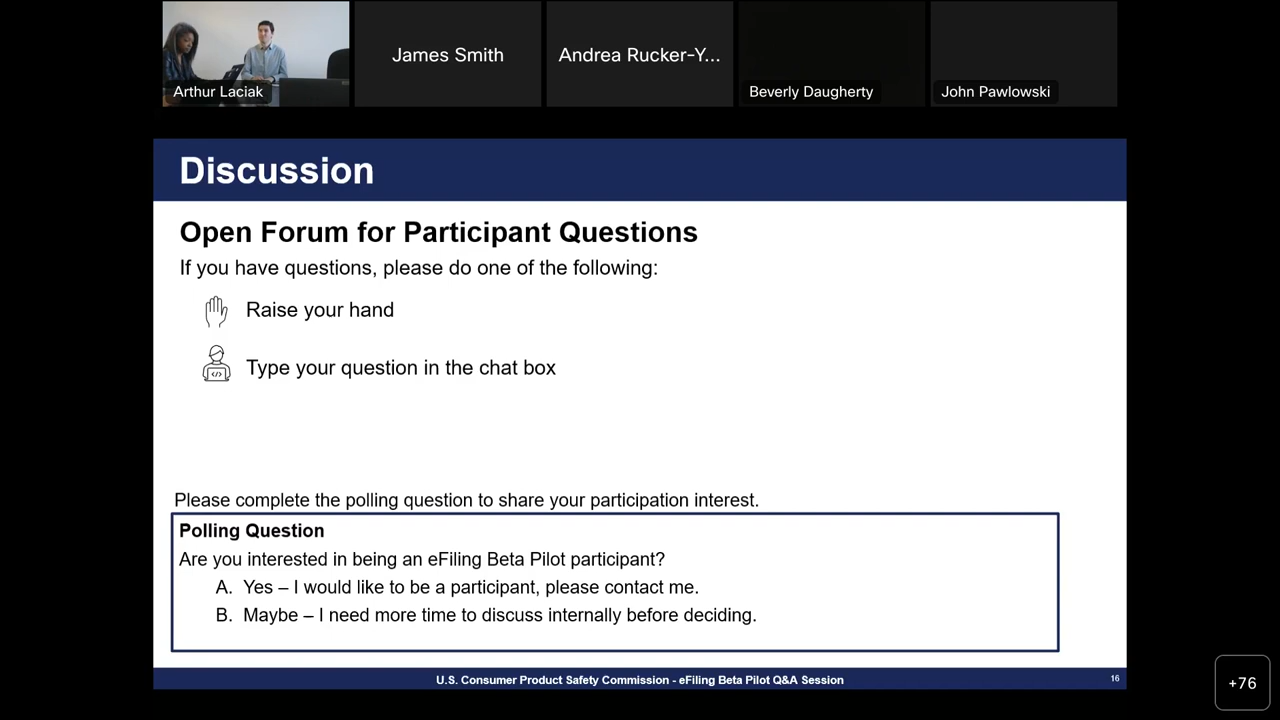 Arthur Laciak
James Smith
Andrea Rucker-Y...
Beverly Daugherty
John Pawlowski
Discussion
Open Forum for Participant Questions
If you have questions, please do one of the following:
Raise your hand
Type your question in the chat box
Please complete the polling question to share your participation interest.
Polling Question
Are you interested in being an eFiling Beta Pilot participant?
A. Yes – I would like to be a participant, please contact me.
B. Maybe – I need more time to discuss internally before deciding.
U.S. Consumer Product Safety Commission - eFiling Beta Pilot Q&A Session
16
+76